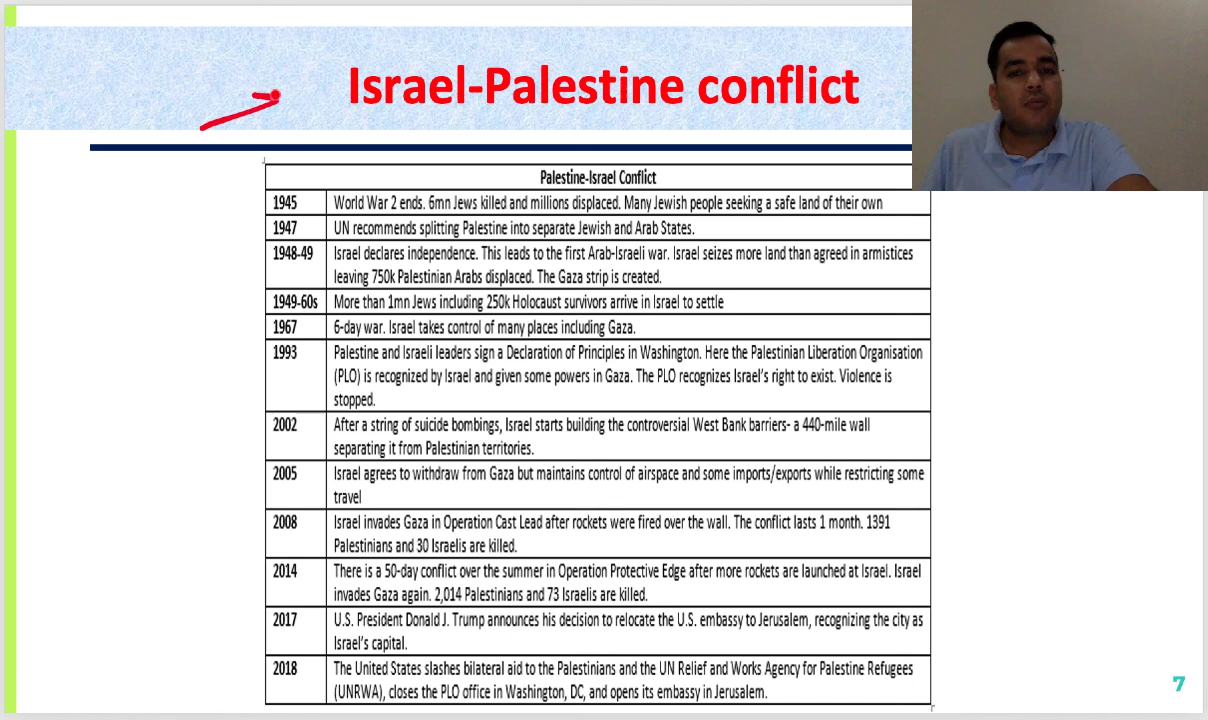 Israel-Palestine conflict
Palestine-Israel Conflict
1945 World War 2 ends. 6mn Jews killed and millions displaced. Many Jewish people seeking a safe land of their own
1947 UN recommends splitting Palestine into separate Jewish and Arab States.
1948-49 Israel declares independence. This leads to the first Arab-Israeli war. Israel seizes more land than agreed in armistices
leaving 750k Palestinian Arabs displaced. The Gaza strip is created.
1949-60s More than 1mn Jews including 250k Holocaust survivors arrive in Israel to settle
1967 6-day war. Israel takes control of many places including Gaza.
1993 Palestine and Israeli leaders sign a Declaration of Principles in Washington. Here the Palestinian Liberation Organisation
(PLO) is recognized by Israel and given some powers in Gaza. The PLO recognizes Israel's right to exist. Violence is
stopped.
2002 After a string of suicide bombings, Israel starts building the controversial West Bank barriers- a 440-mile wall
separating it from Palestinian territories.
2005 Israel agrees to withdraw from Gaza but maintains control of airspace and some imports/exports while restricting some
travel
2008 Israel invades Gaza in Operation Cast Lead after rockets were fired over the wall. The conflict lasts 1 month. 1391
Palestinians and 30 Israelis are killed.
2014 There is a 50-day conflict over the summer in Operation Protective Edge after more rockets are launched at Israel. Israel
invades Gaza again. 2,014 Palestinians and 73 Israelis are killed.
2017 U.S. President Donald J. Trump announces his decision to relocate the U.S. embassy to Jerusalem, recognizing the city as
Israel's capital.
2018 The United States slashes bilateral aid to the Palestinians and the UN Relief and Works Agency for Palestine Refugees
(UNRWA), closes the PLO office in Washington, DC, and opens its embassy in Jerusalem.
7